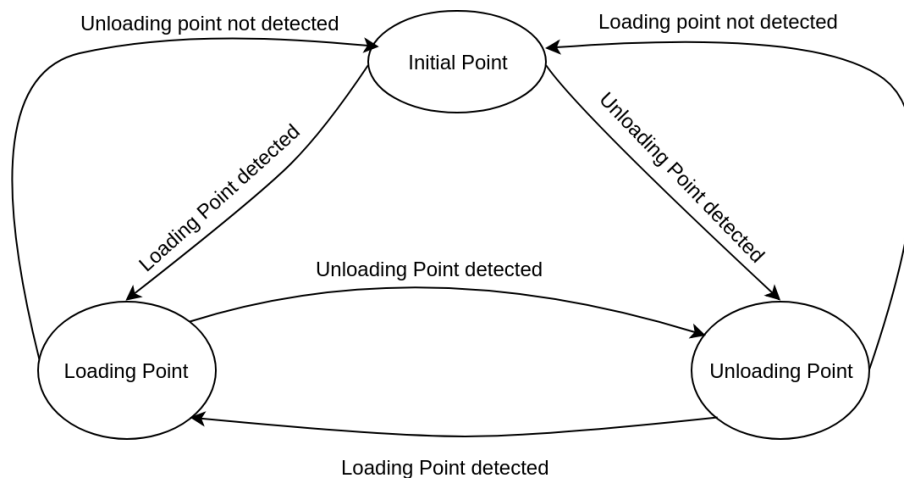 Unloading point not detected
Loading point not detected
Initial Point
Loading Point detected
Unloading Point detected
Unloading Point detected
Loading Point
Unloading Point
Loading Point detected